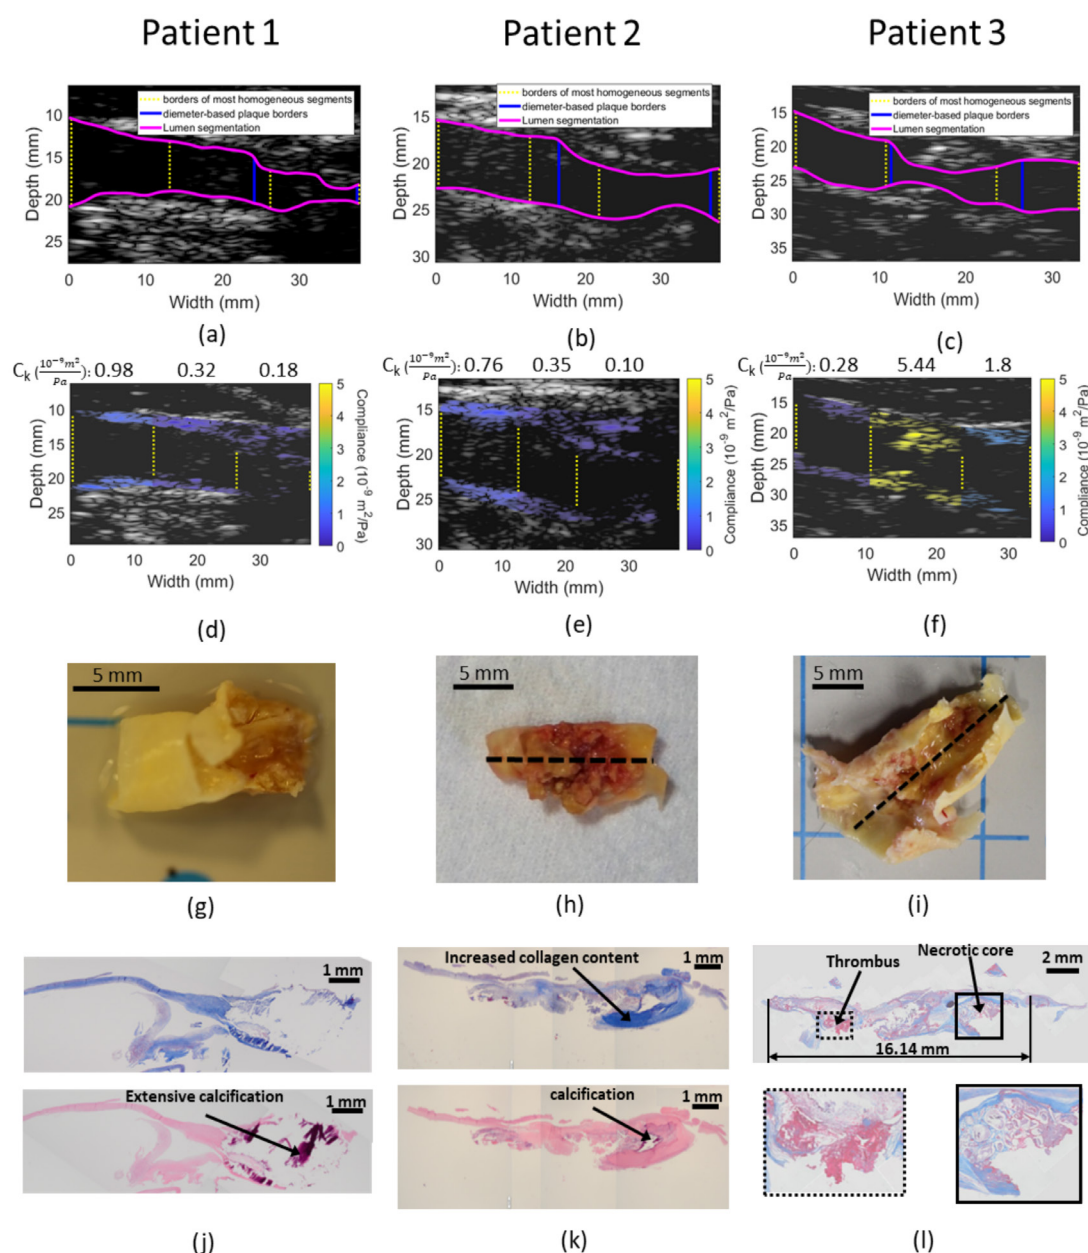 Patient 1
Patient 2
Patient 3
borders of most homogeneous segments
diemeter-based plaque borders
Lumen segmentation
Depth (mm)
10
15
20
25
0
10
20
30
Width (mm)
(a)
borders of most homogeneous segments
diemeter-based plaque borders
Lumen segmentation
Depth (mm)
15
20
25
30
0
10
20
30
Width (mm)
(b)
borders of most homogeneous segments
diemeter-based plaque borders
Lumen segmentation
Depth (mm)
15
20
25
30
35
0
10
20
30
Width (mm)
(c)
Cₖ (10⁻⁹m²/Pa): 0.98 0.32 0.18
Depth (mm)
10
15
20
25
0
10
20
30
Width (mm)
5
4
3
2
1
0
Compliance (10⁻⁹ m²/Pa)
(d)
Cₖ (10⁻⁹m²/Pa): 0.76 0.35 0.10
Depth (mm)
15
20
25
30
0
10
20
30
Width (mm)
5
4
3
2
1
0
Compliance (10⁻⁹ m²/Pa)
(e)
Cₖ (10⁻⁹m²/Pa): 0.28 5.44 1.8
Depth (mm)
15
20
25
30
35
0
10
20
30
Width (mm)
5
4
3
2
1
0
Compliance (10⁻⁹ m²/Pa)
(f)
5 mm
(g)
5 mm
(h)
5 mm
(i)
1 mm
Extensive calcification
1 mm
(j)
Increased collagen content
1 mm
calcification
1 mm
(k)
Thrombus
Necrotic core
2 mm
16.14 mm
(l)